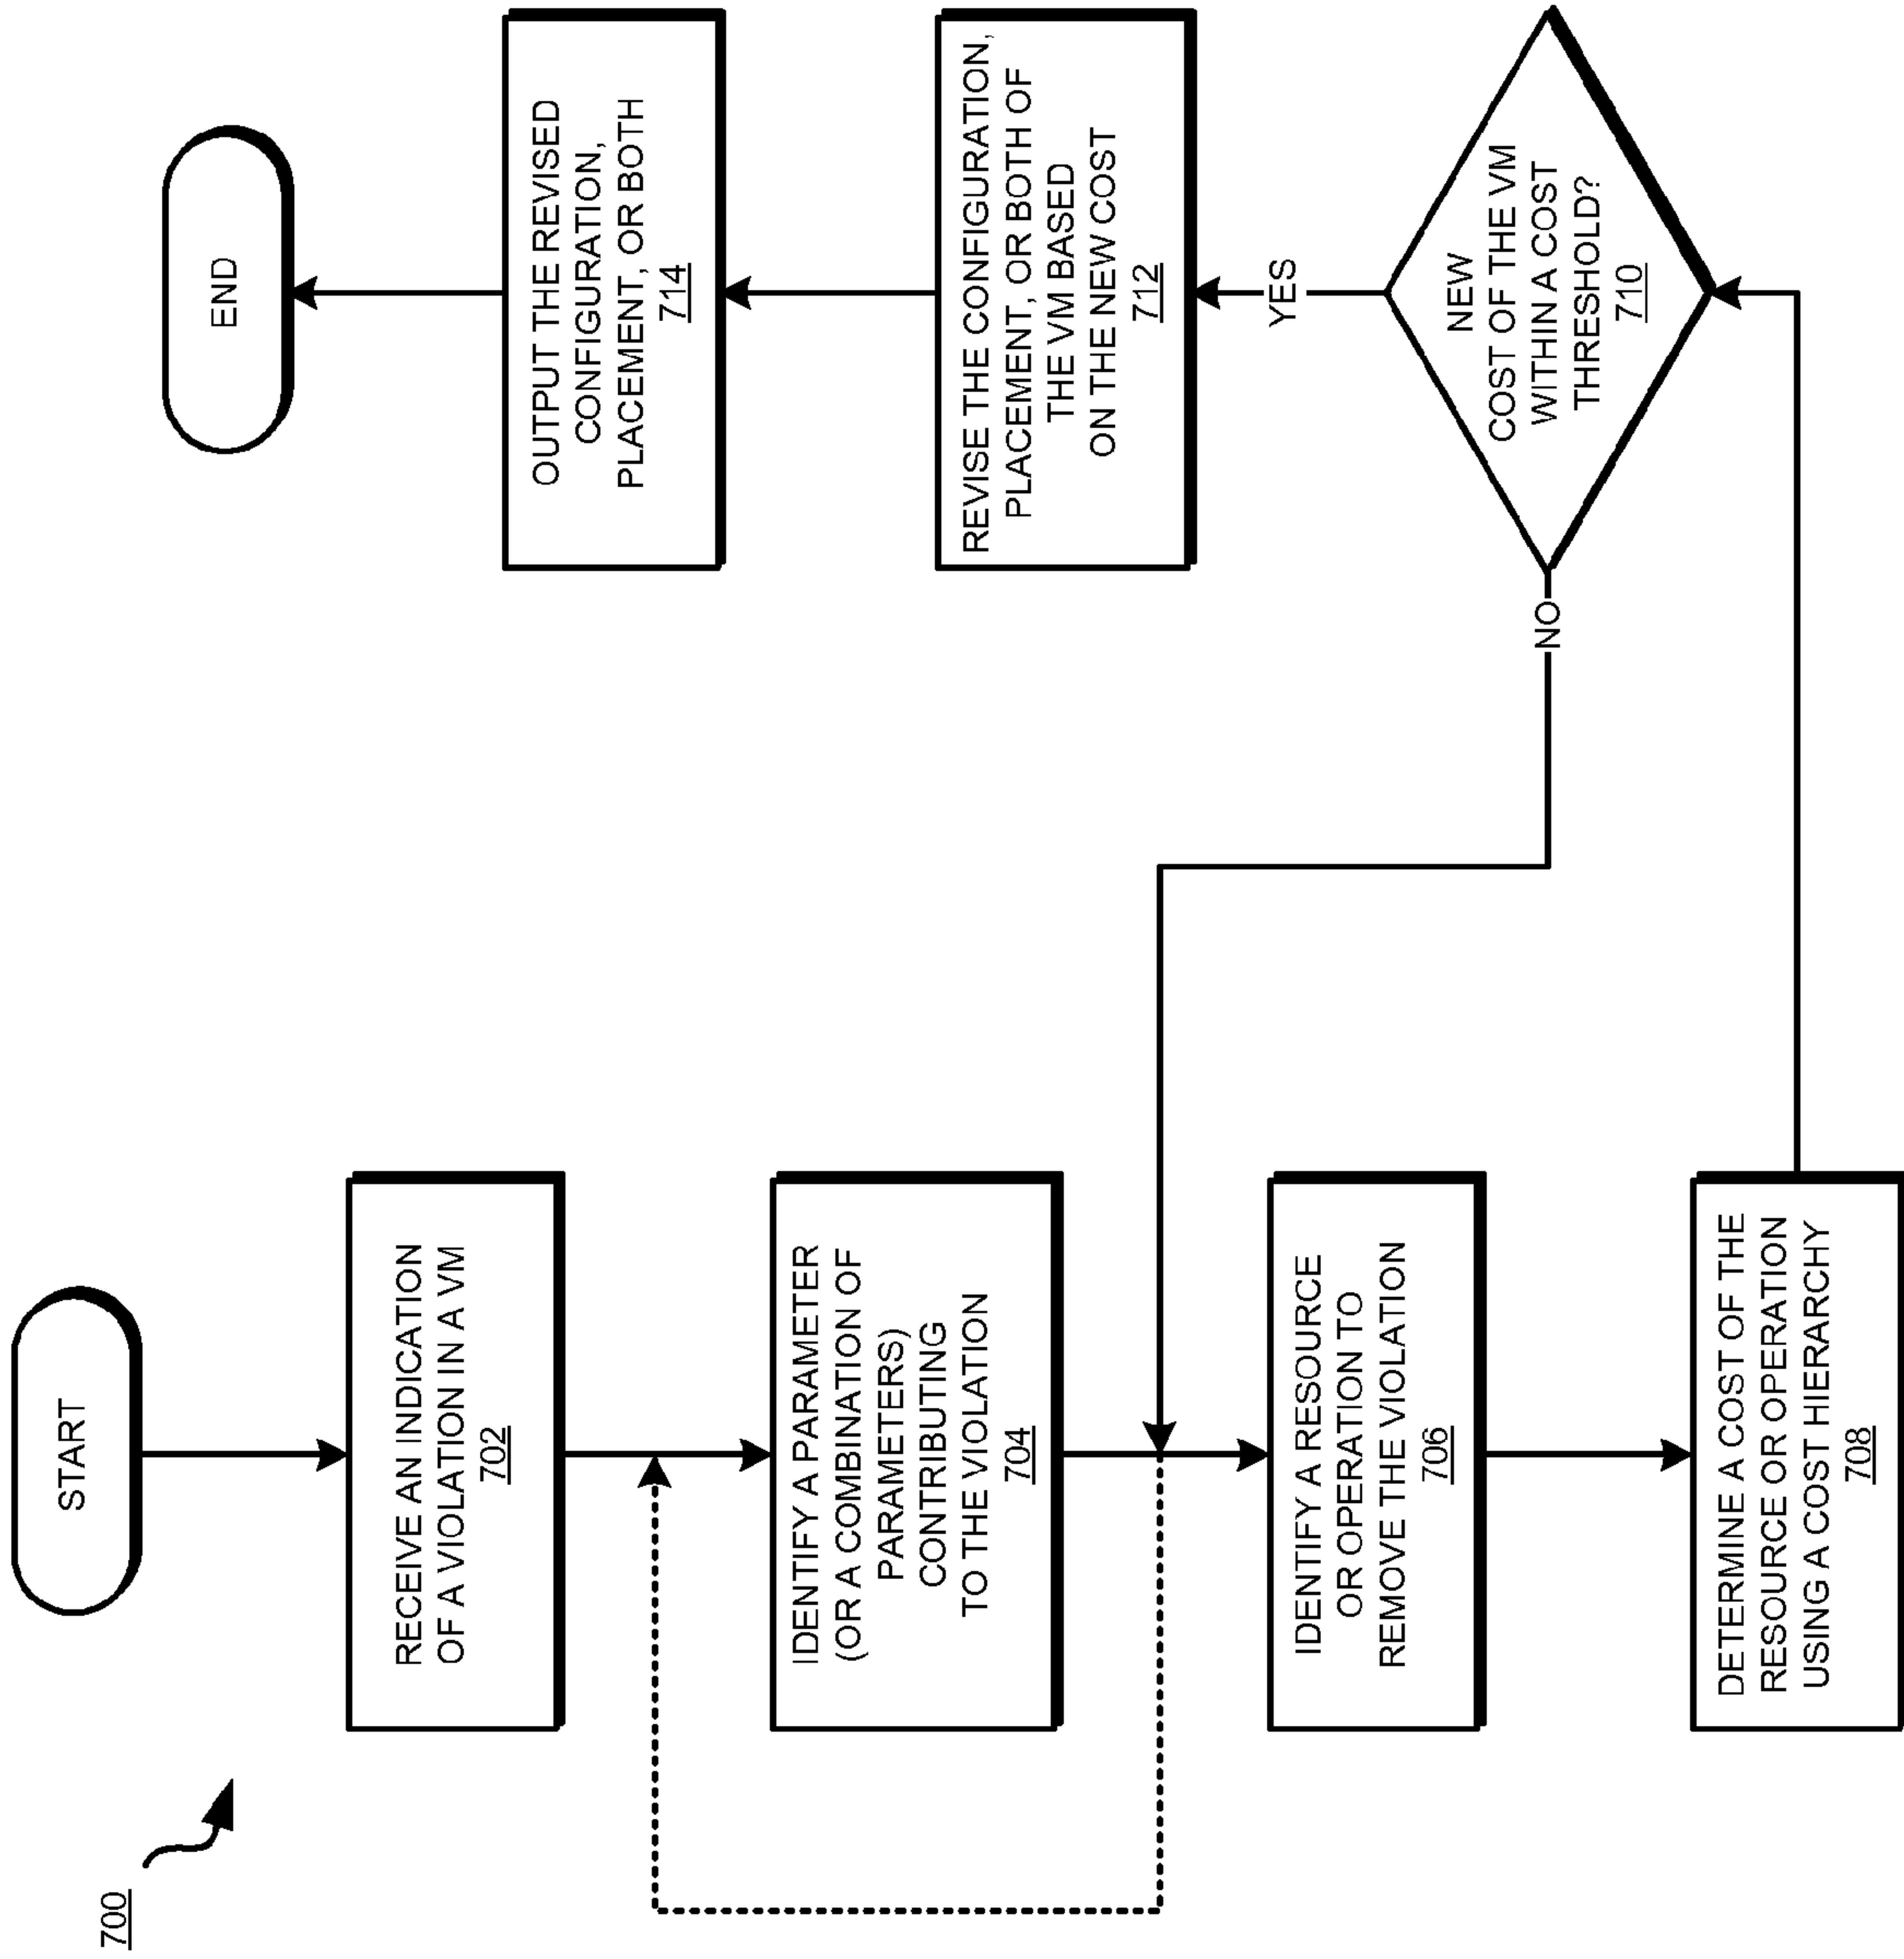 700
START
RECEIVE AN INDICATION
OF A VIOLATION IN A VM
702
IDENTIFY A PARAMETER
(OR A COMBINATION OF
PARAMETERS)
CONTRIBUTING
TO THE VIOLATION
704
IDENTIFY A RESOURCE
OR OPERATION TO
REMOVE THE VIOLATION
706
DETERMINE A COST OF THE
RESOURCE OR OPERATION
USING A COST HIERARCHY
708
NEW
COST OF THE VM
WITHIN A COST
THRESHOLD?
710
NO
YES
REVISE THE CONFIGURATION,
PLACEMENT, OR BOTH OF
THE VM BASED
ON THE NEW COST
712
OUTPUT THE REVISED
CONFIGURATION,
PLACEMENT, OR BOTH
714
END